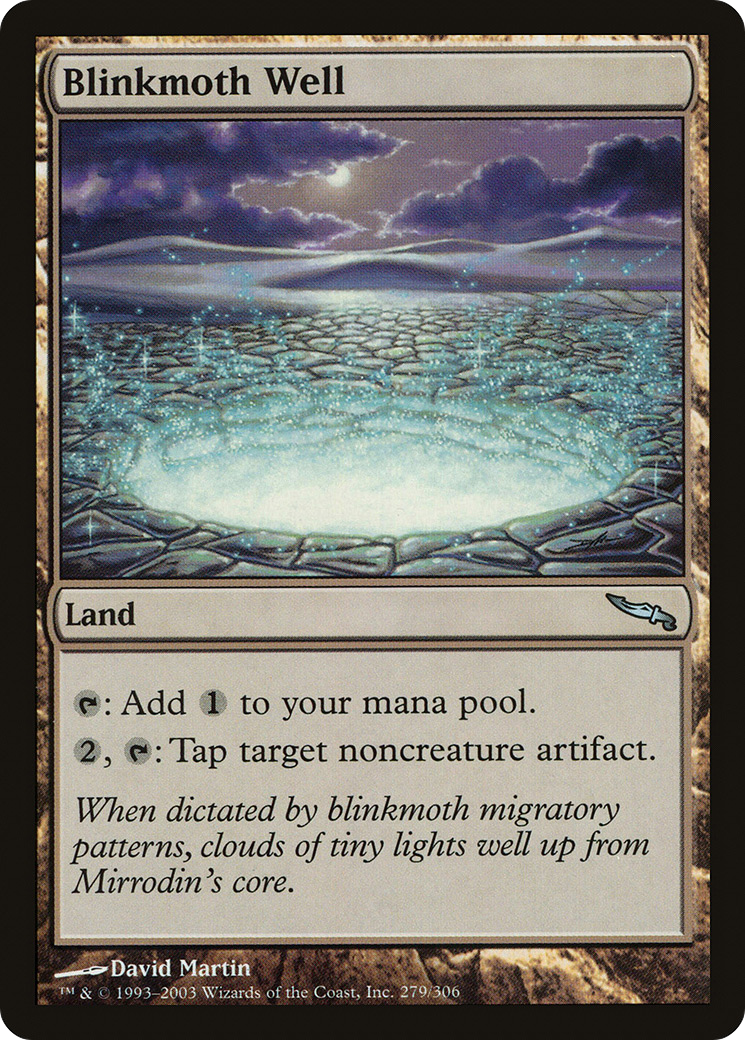 Blinkmoth Well
Land
: Add 1 to your mana pool.
2, : Tap target noncreature artifact.
When dictated by blinkmoth migratory
patterns, clouds of tiny lights well up from
Mirrodin's core.
David Martin
™ & © 1993–2003 Wizards of the Coast, Inc. 279/306